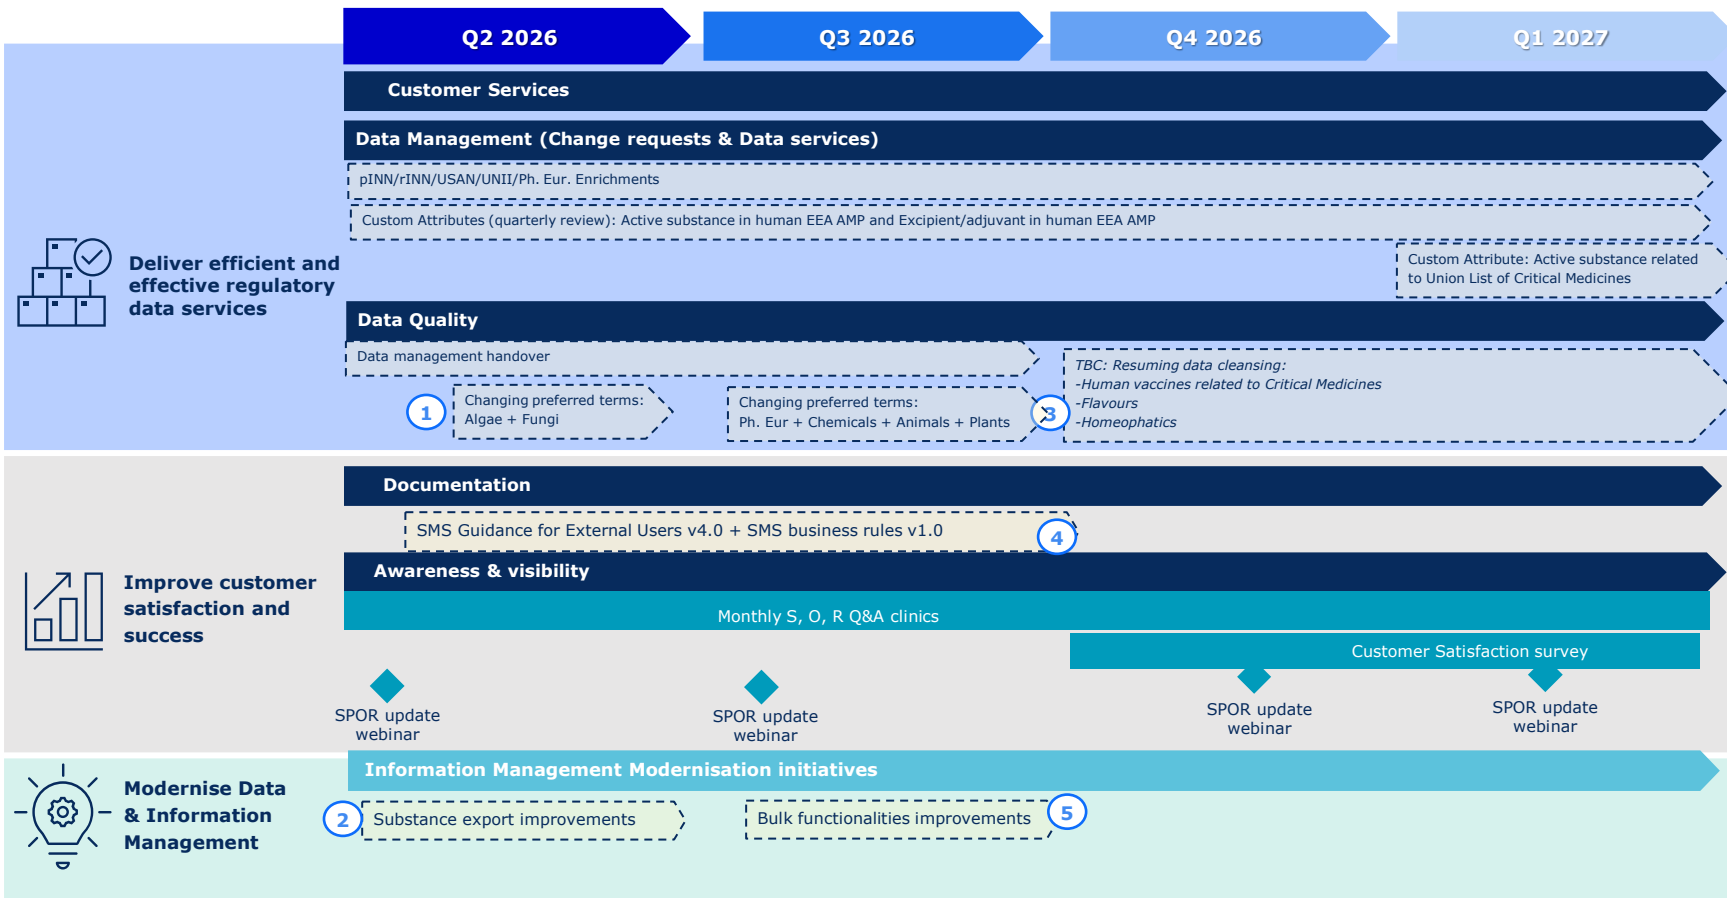 Q2 2026
Q3 2026
Q4 2026
Q1 2027
Customer Services
Data Management (Change requests & Data services)
pINN/rINN/USAN/UNII/Ph. Eur. Enrichments
Custom Attributes (quarterly review): Active substance in human EEA AMP and Excipient/adjuvant in human EEA AMP
Custom Attribute: Active substance related
to Union List of Critical Medicines
Deliver efficient and
effective regulatory
data services
Data Quality
Data management handover
1
Changing preferred terms:
Algae + Fungi
Changing preferred terms:
Ph. Eur + Chemicals + Animals + Plants
3
TBC: Resuming data cleansing:
-Human vaccines related to Critical Medicines
-Flavours
-Homeophatics
Documentation
SMS Guidance for External Users v4.0 + SMS business rules v1.0
4
Improve customer
satisfaction and
success
Awareness & visibility
Monthly S, O, R Q&A clinics
Customer Satisfaction survey
SPOR update
webinar
SPOR update
webinar
SPOR update
webinar
SPOR update
webinar
Modernise Data
& Information
Management
Information Management Modernisation initiatives
2
Substance export improvements
Bulk functionalities improvements
5